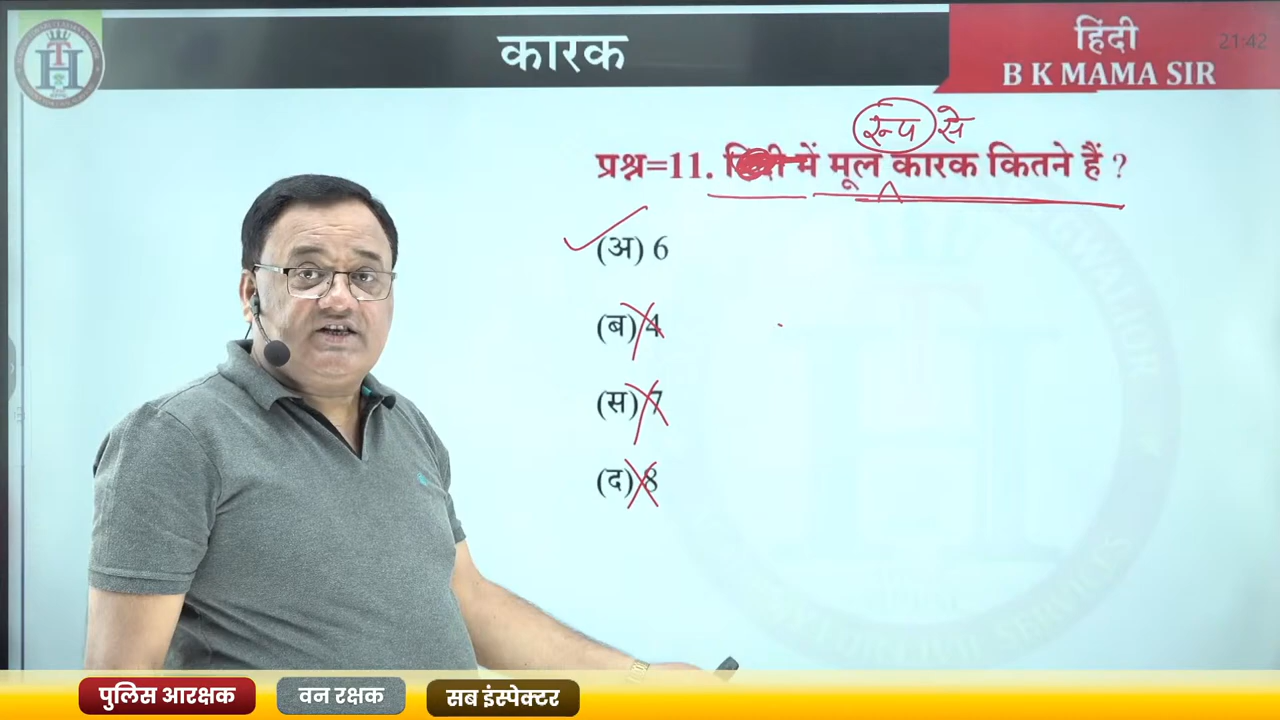 कारक
हिंदी
B K MAMA SIR
21:42
रूप से
प्रश्न=11. हिन्दी में मूल कारक कितने हैं ?
(अ) 6
(ब) 4
(स) 7
(द) 8
पुलिस आरक्षक
वन रक्षक
सब इंस्पेक्टर